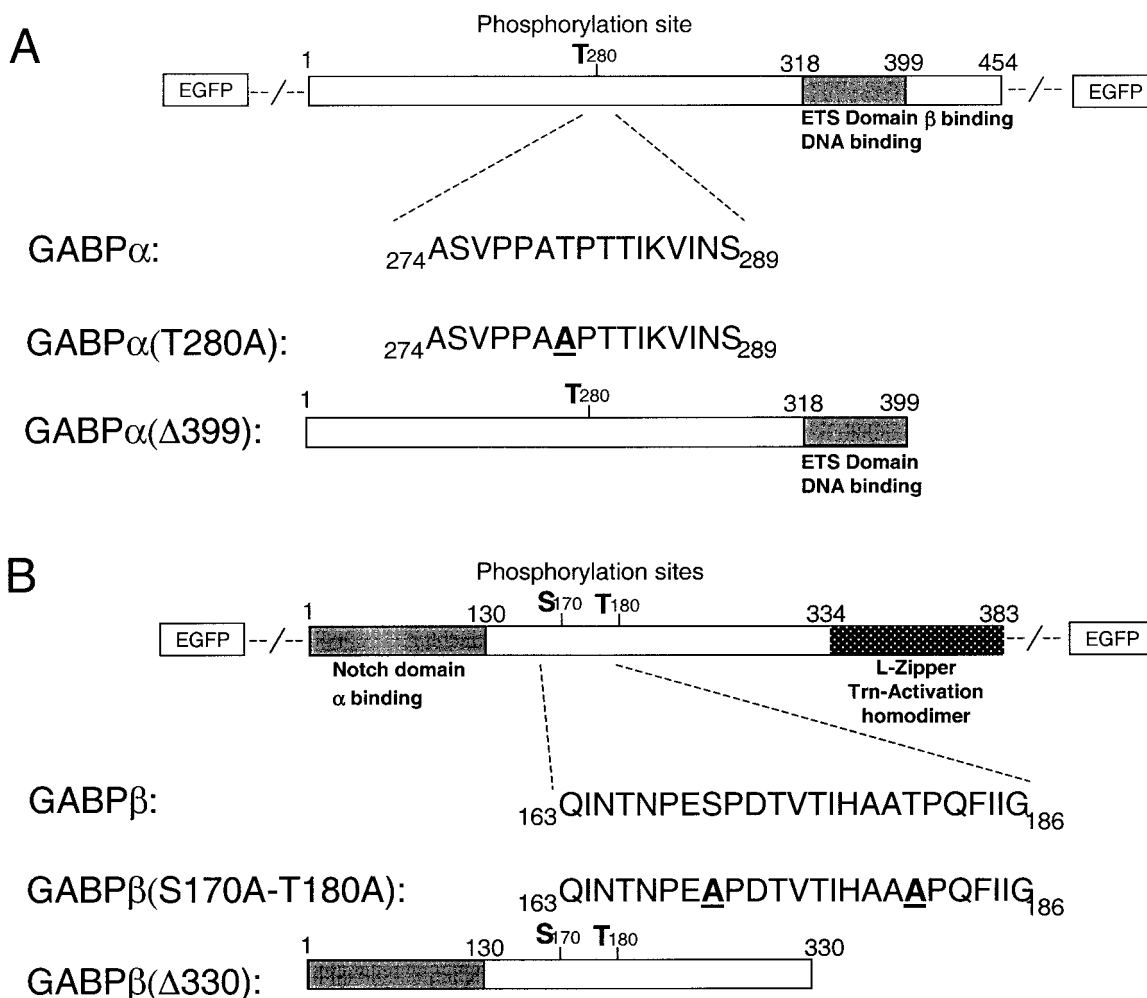 A
Phosphorylation site
1 T280 318 399 454
EGFP EGFP
ETS Domain β binding
DNA binding
GABPα: 274ASVPPATPTTIKVINS289
GABPα(T280A): 274ASVPPAAPTTIKVINS289
1 T280 318 399
GABPα(Δ399):
ETS Domain
DNA binding
B
Phosphorylation sites
1 130 S170 T180 334 383
EGFP EGFP
Notch domain
α binding
L-Zipper
Trn-Activation
homodimer
GABPβ: 163QINTNPESPDTVTIHAATPQFIIG186
GABPβ(S170A-T180A): 163QINTNPEAPDTVTIHAAAPQFIIG186
1 130 S170 T180 330
GABPβ(Δ330):